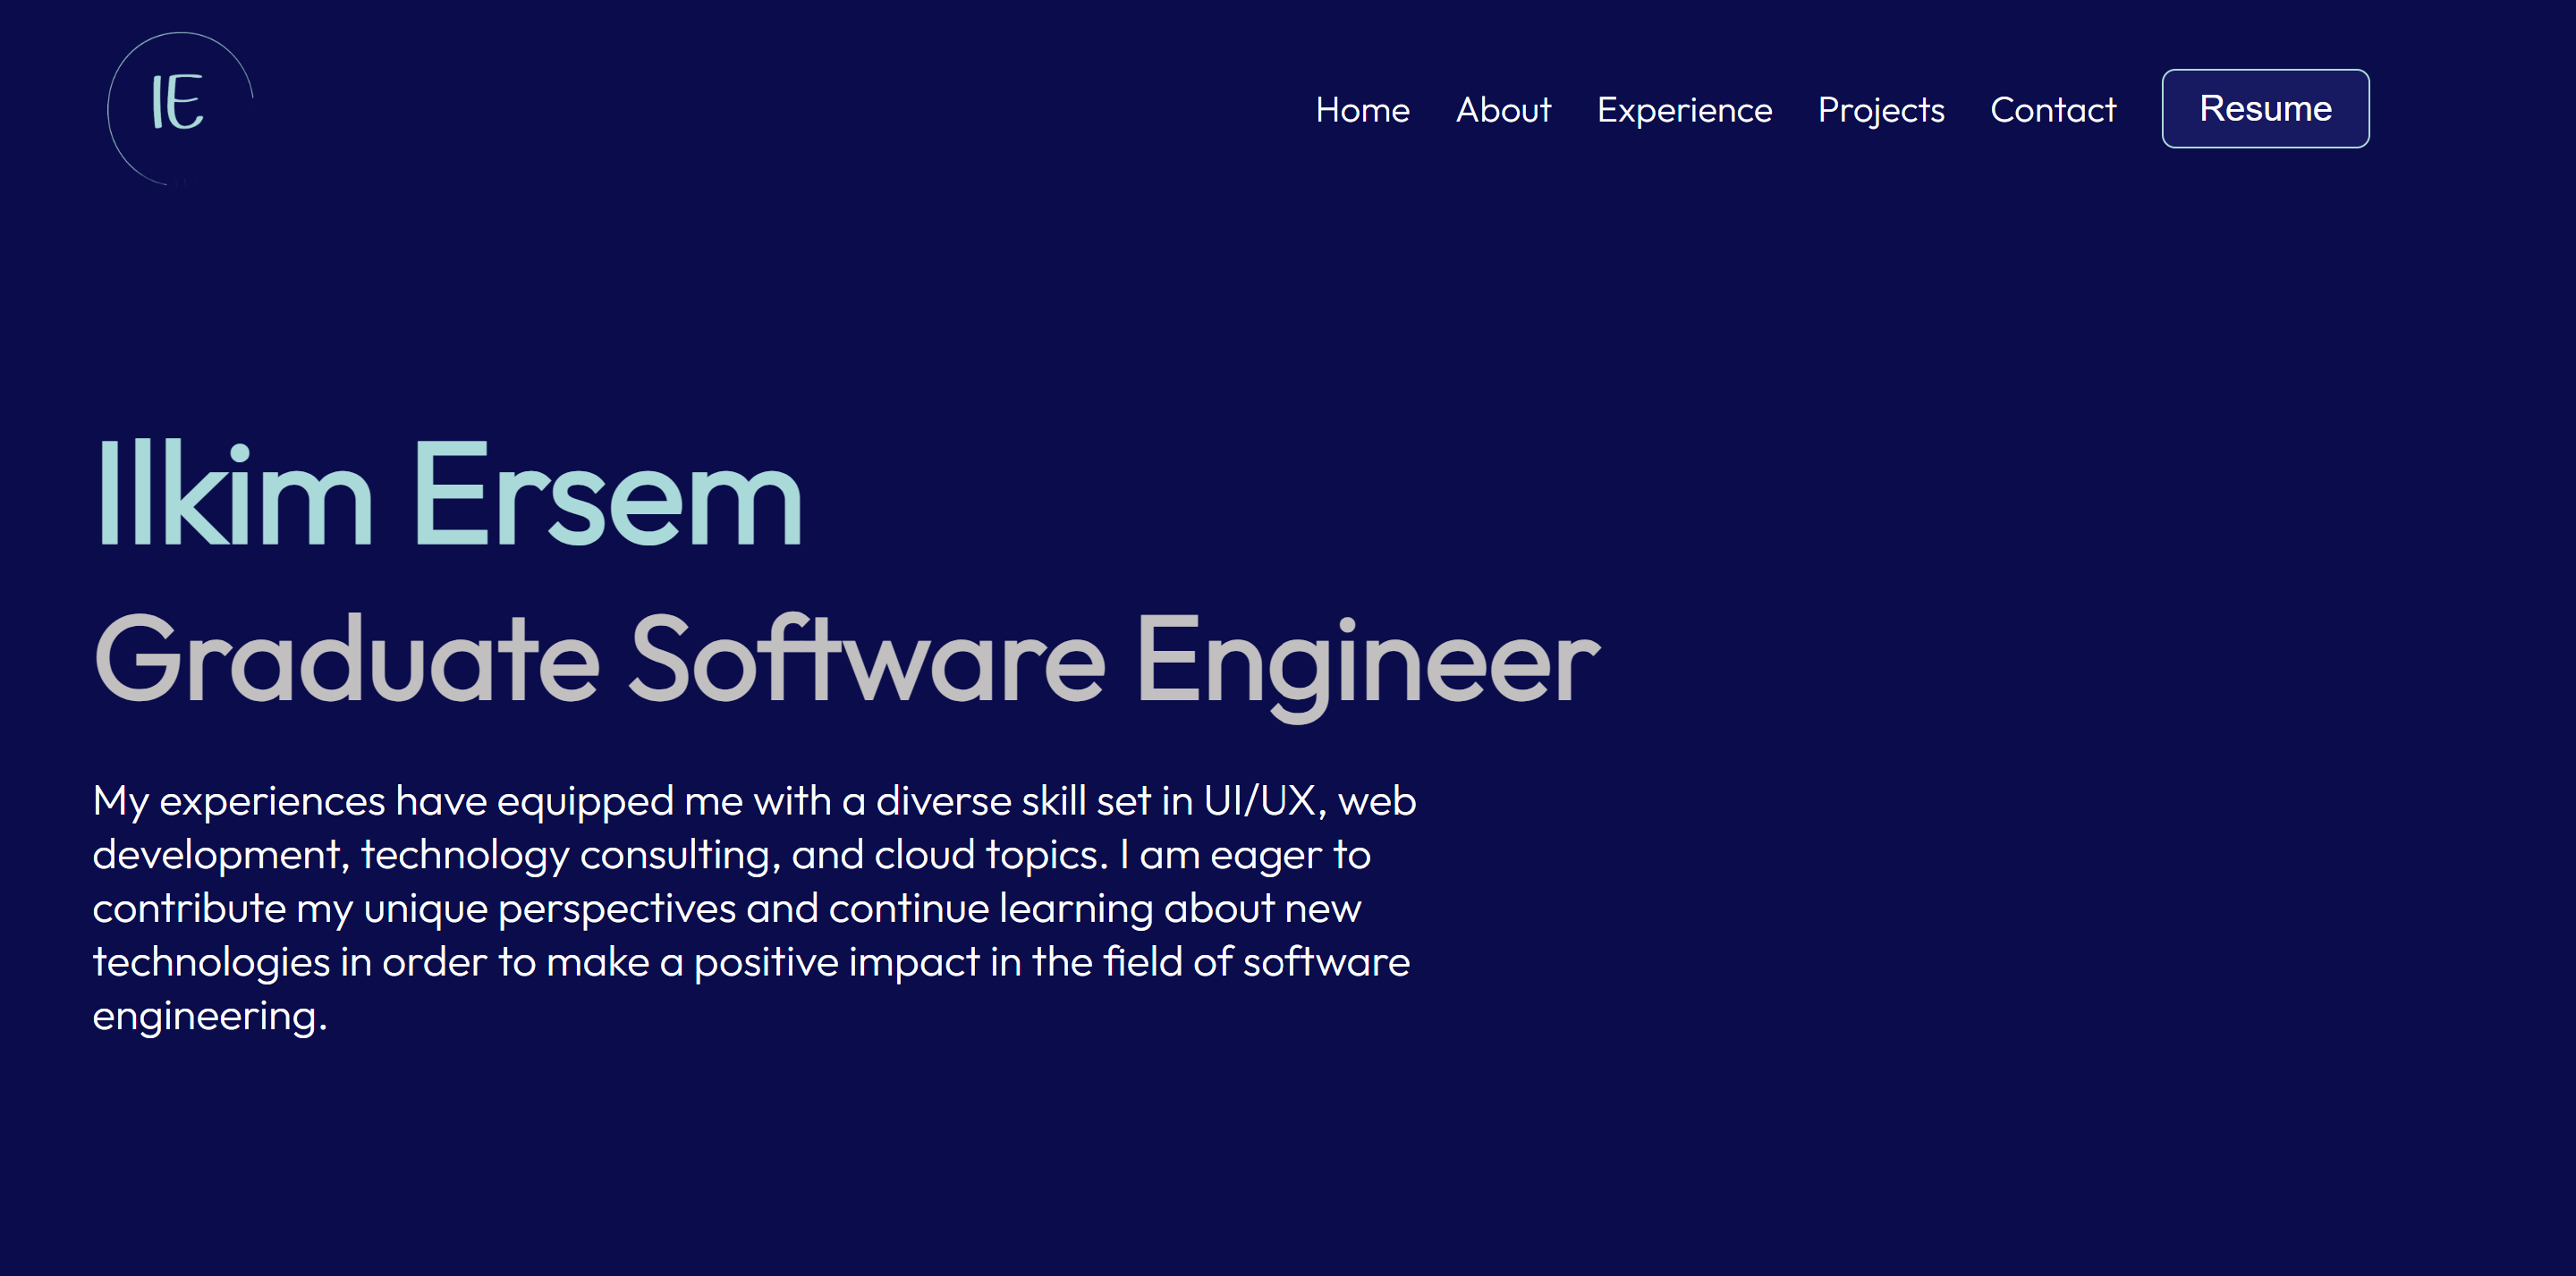 IE
Home About Experience Projects Contact Resume
Ilkim Ersem
Graduate Software Engineer
My experiences have equipped me with a diverse skill set in UI/UX, web
development, technology consulting, and cloud topics. I am eager to
contribute my unique perspectives and continue learning about new
technologies in order to make a positive impact in the field of software
engineering.